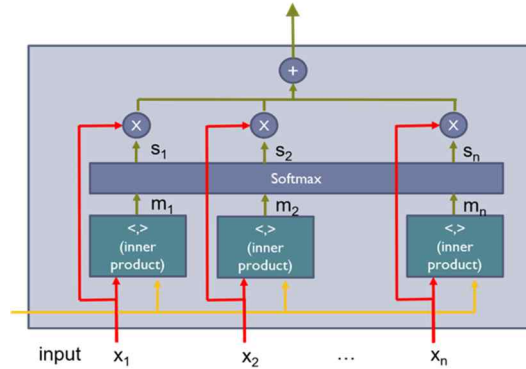 +
X X X
s1 s2 sn
Softmax
m1 m2 mn
<,> <,> <,>
(inner (inner (inner
product) product) product)
input x1 x2 ... xn